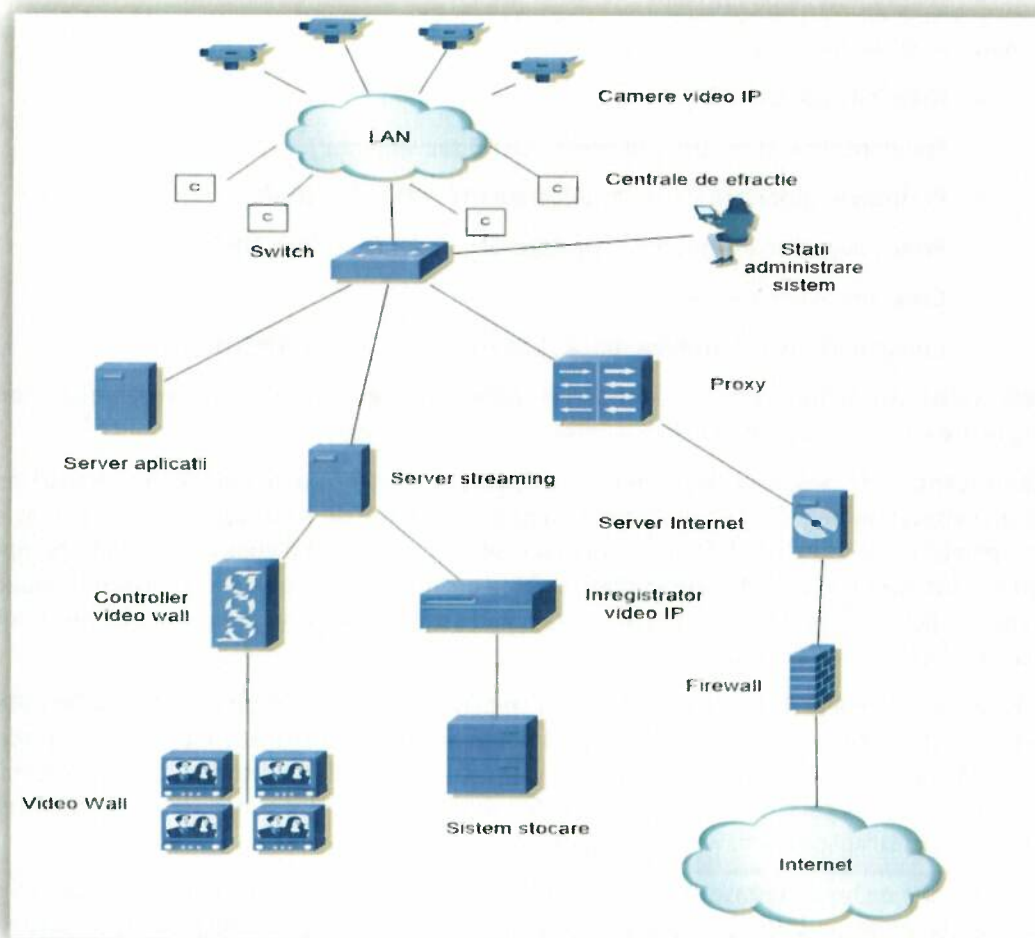 Camere video IP
LAN
C
C
C
C
Centrale de efractie
Switch
Statii
administrare
sistem
Proxy
Server aplicatii
Server streaming
Server Internet
Controller
video wall
Inregistrator
video IP
Firewall
Video Wall
Sistem stocare
Internet